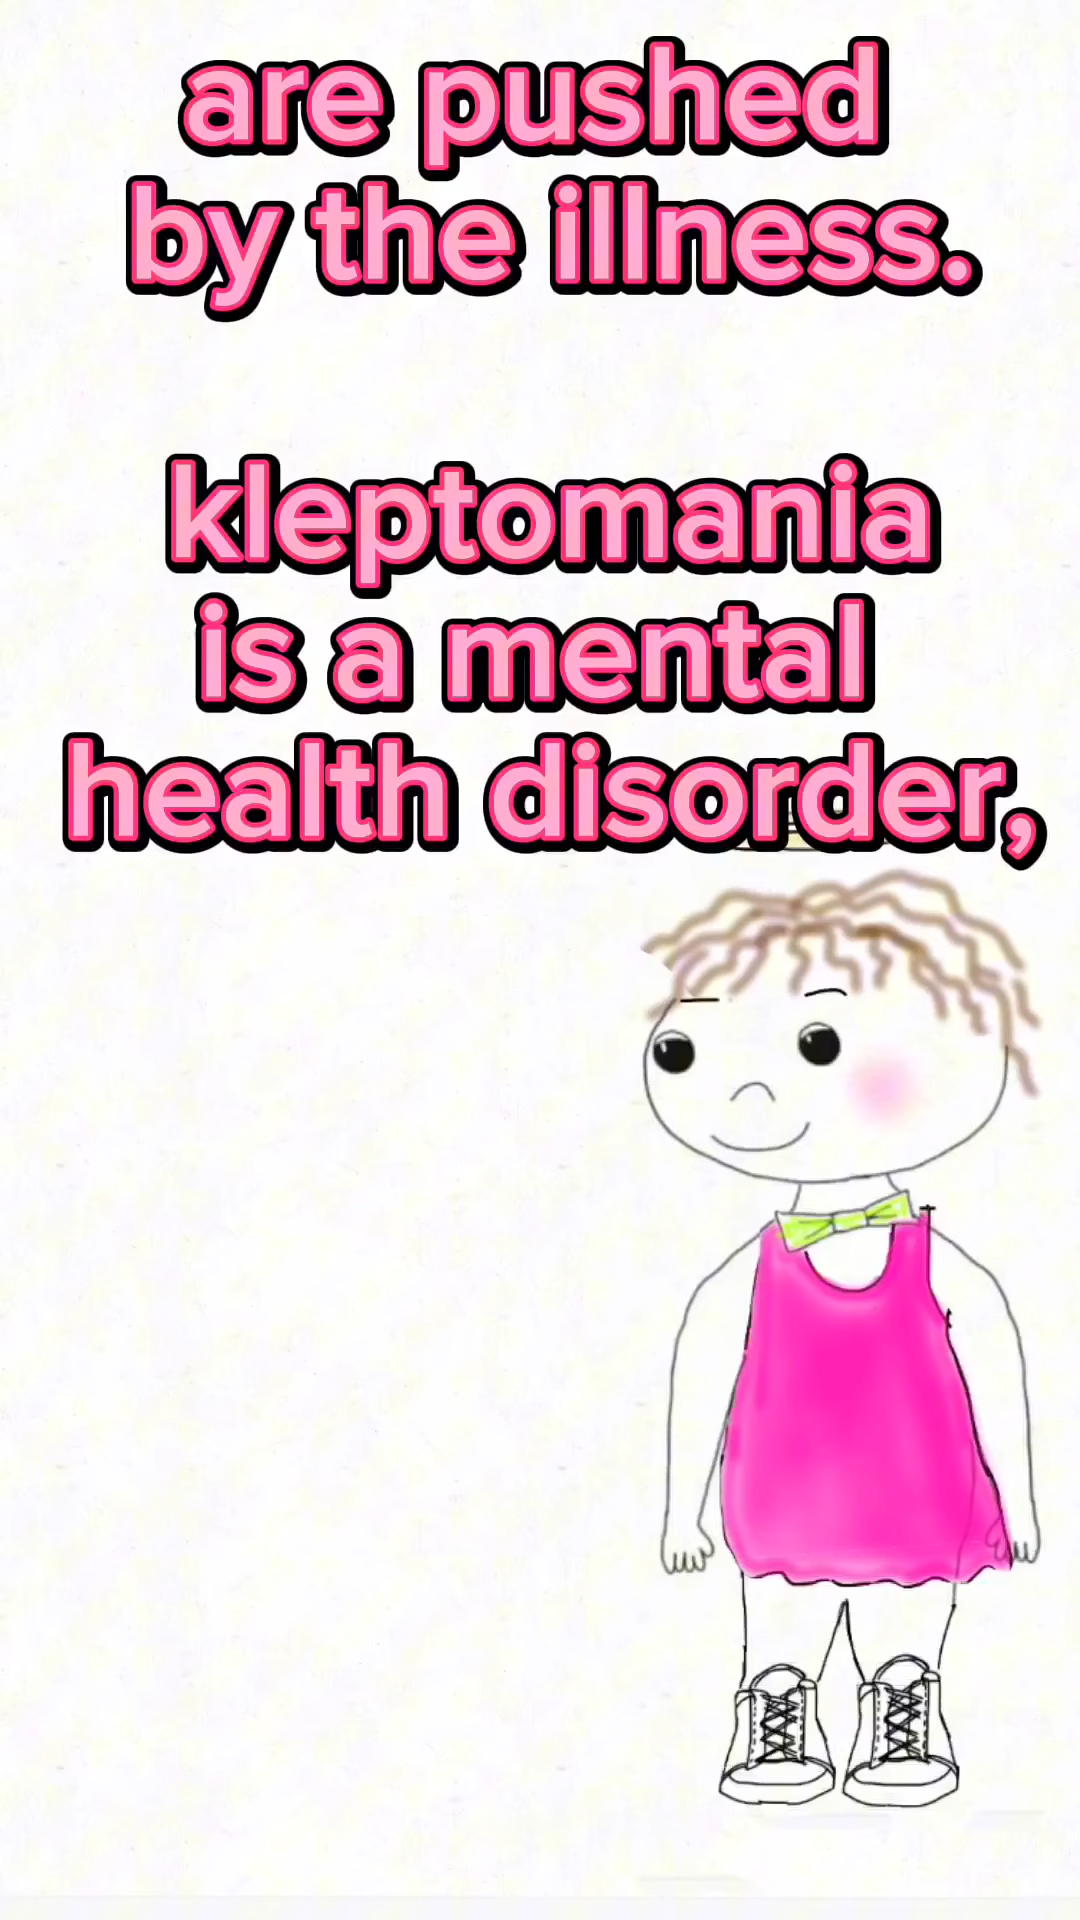 are pushed
by the illness.
kleptomania
is a mental
health disorder,